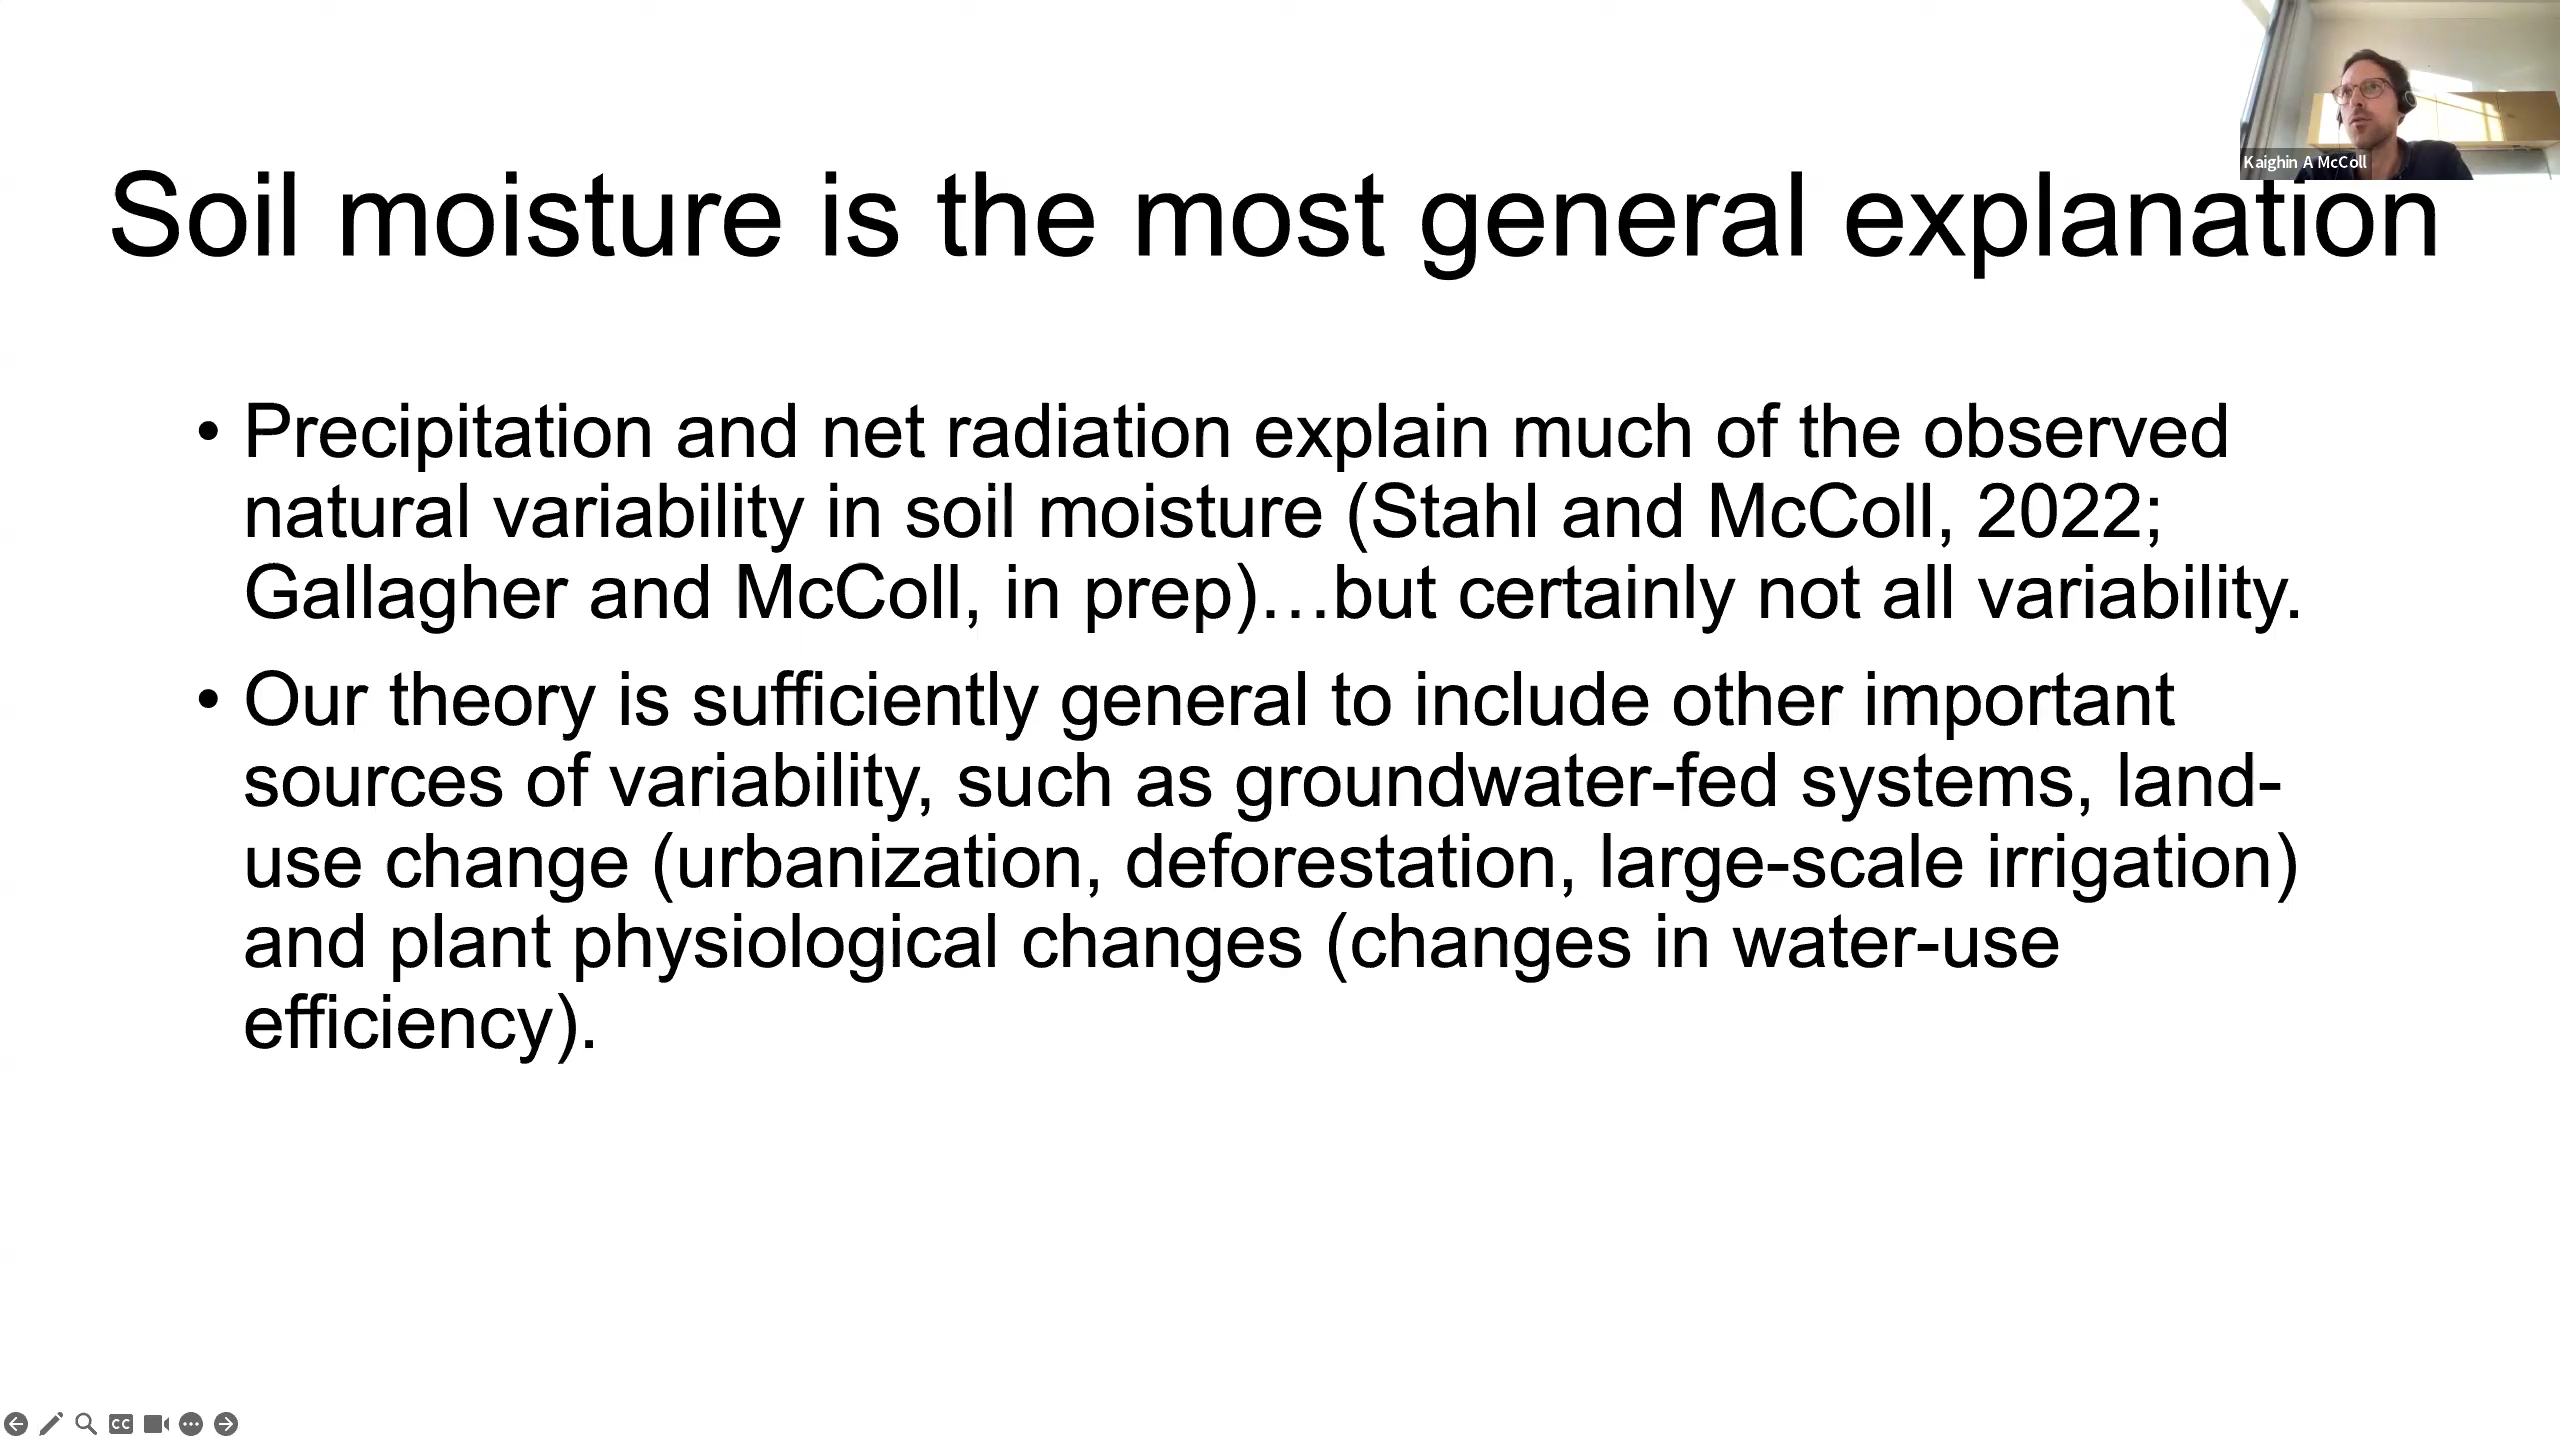 Kaighin A McColl
Soil moisture is the most general explanation
• Precipitation and net radiation explain much of the observed
natural variability in soil moisture (Stahl and McColl, 2022;
Gallagher and McColl, in prep)…but certainly not all variability.
• Our theory is sufficiently general to include other important
sources of variability, such as groundwater-fed systems, land-
use change (urbanization, deforestation, large-scale irrigation)
and plant physiological changes (changes in water-use
efficiency).
CC